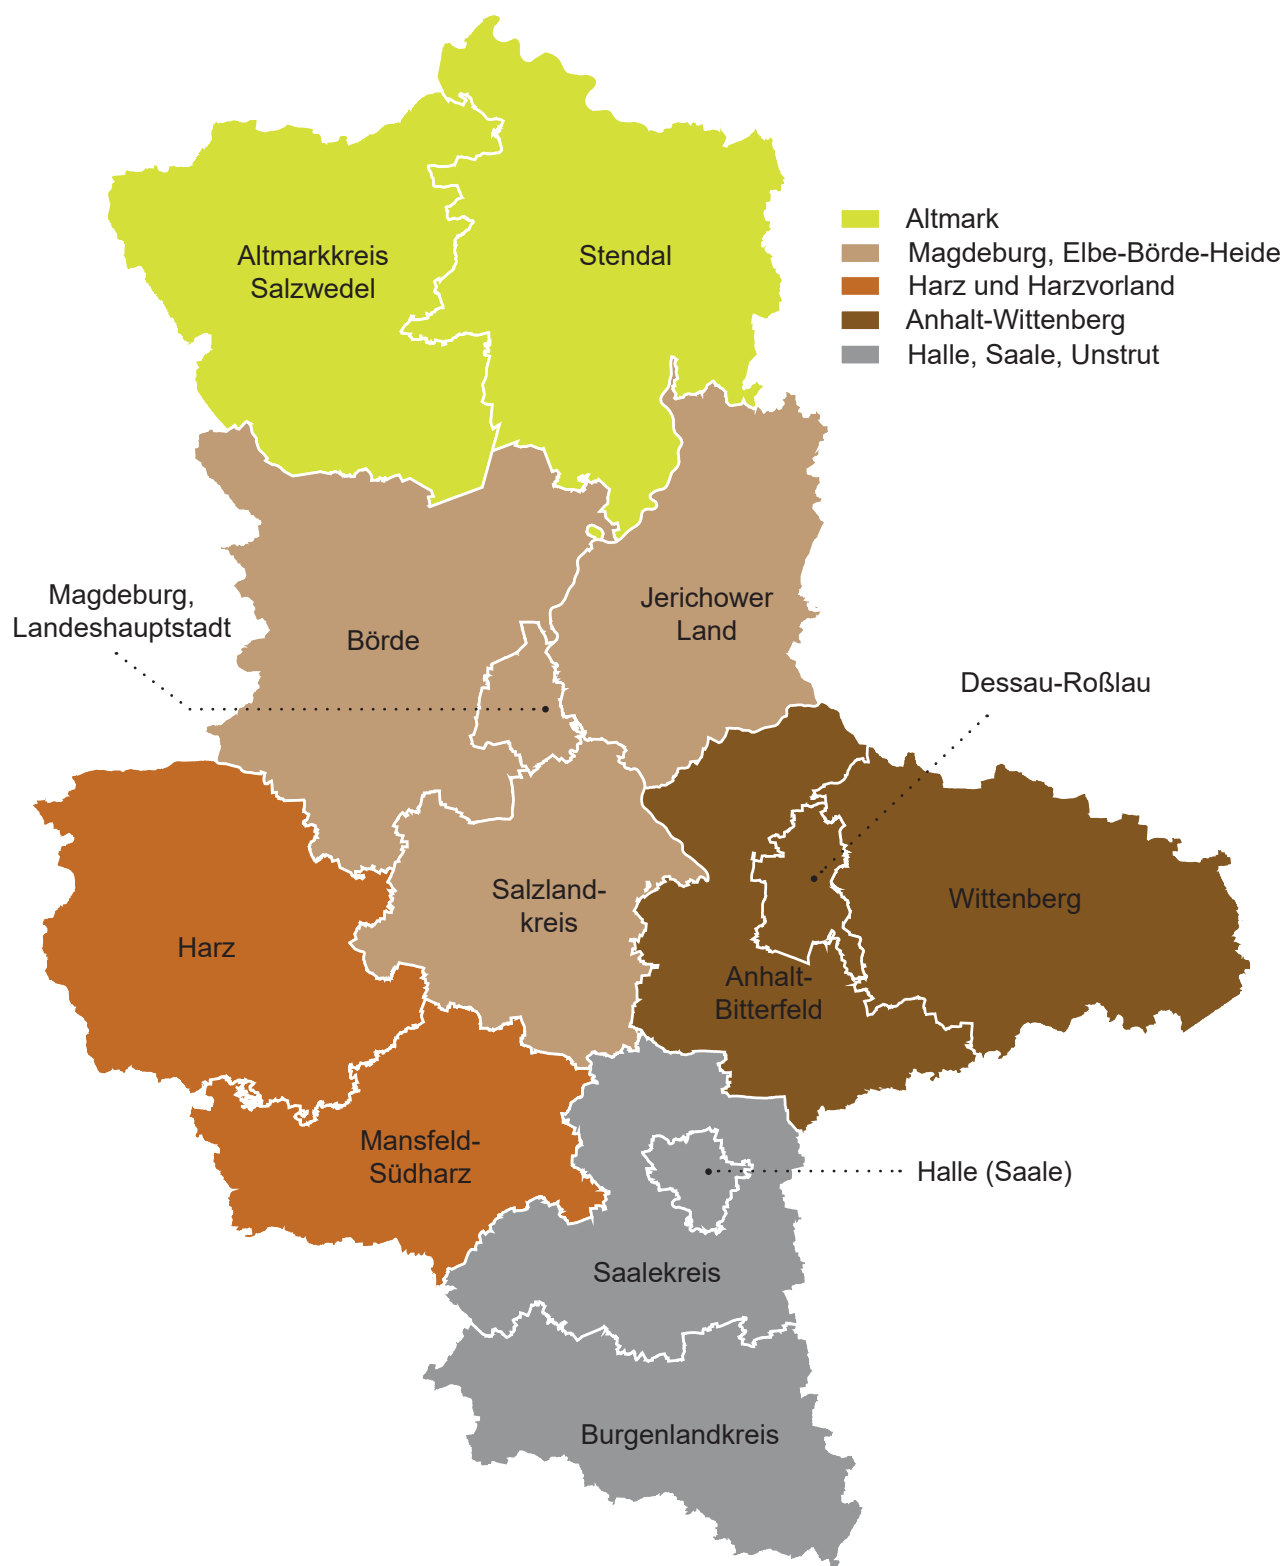 Altmark
Magdeburg, Elbe-Börde-Heide
Harz und Harzvorland
Anhalt-Wittenberg
Halle, Saale, Unstrut
Altmarkkreis
Salzwedel
Stendal
Magdeburg,
Landeshauptstadt
Börde
Jerichower
Land
Dessau-Roßlau
Salzland-
kreis
Wittenberg
Harz
Anhalt-
Bitterfeld
Mansfeld-
Südharz
Halle (Saale)
Saalekreis
Burgenlandkreis